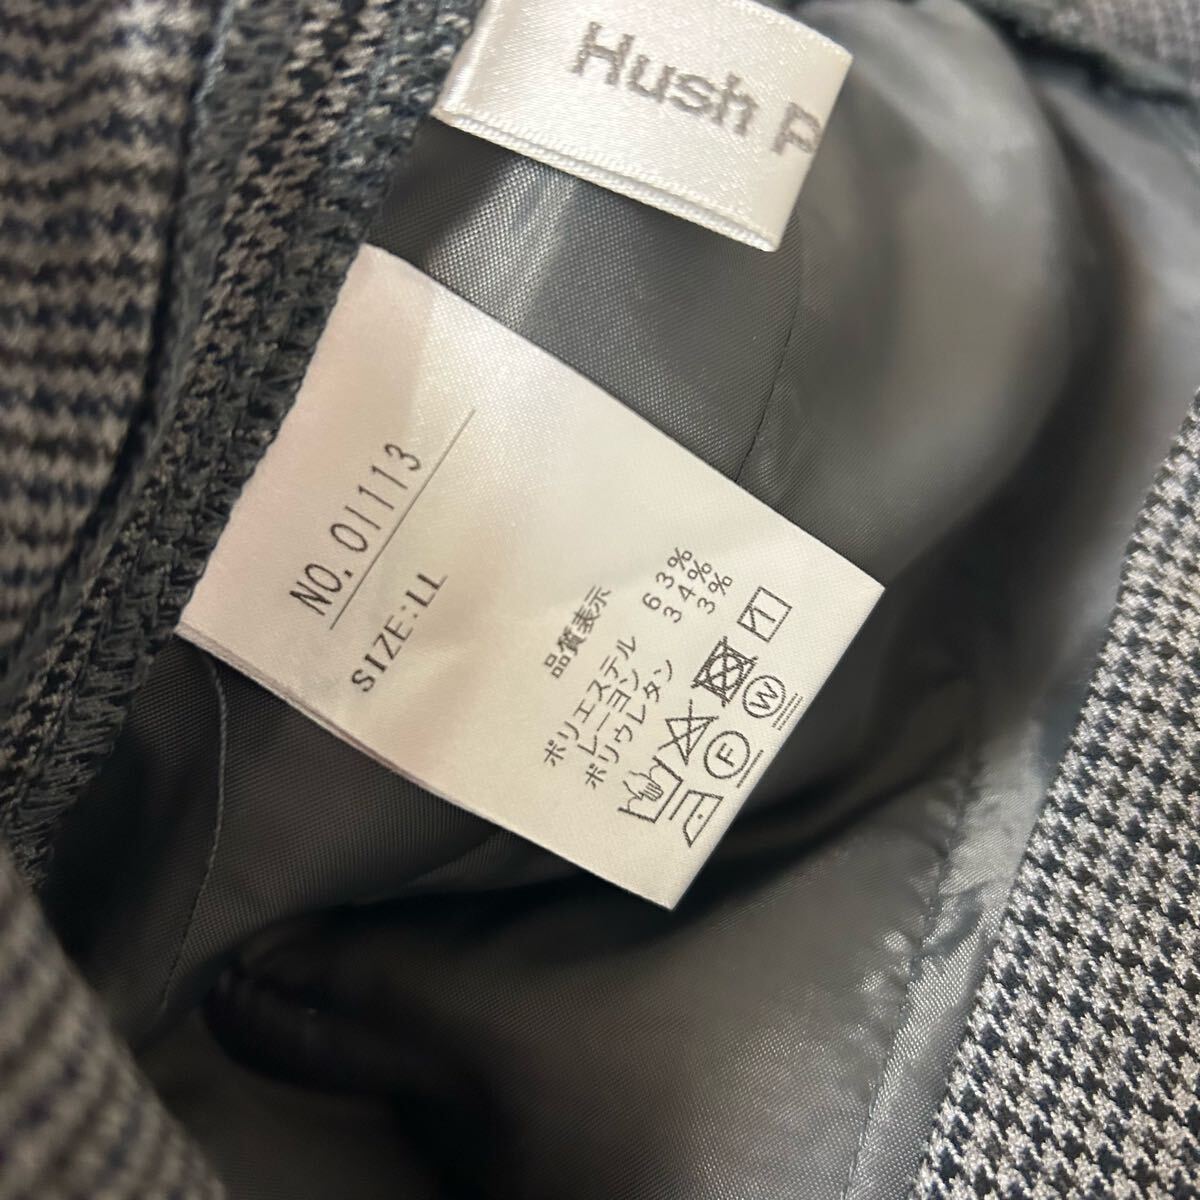 Hush P
NO.01113
SIZE:LL
品質表示
ポリエステル 63%
レーヨン 34%
ポリウレタン 3%
F
W